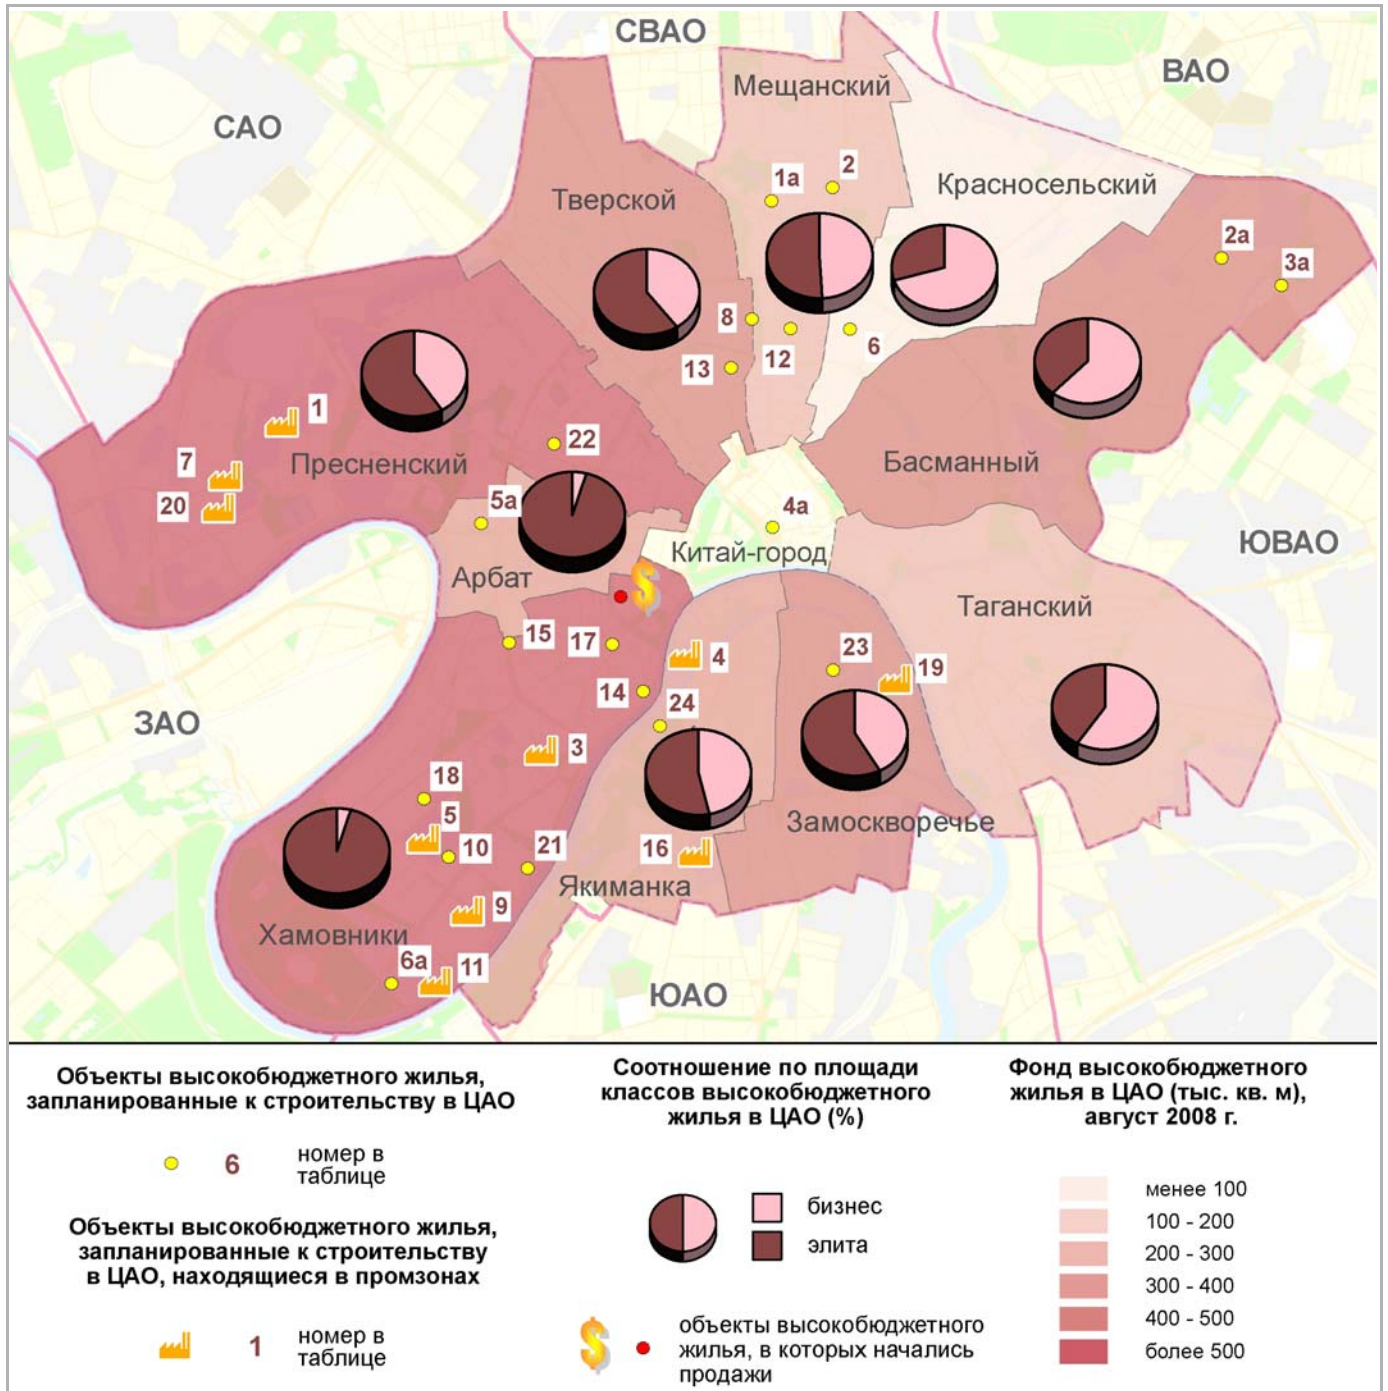 СВАО
ВАО
Мещанский
САО
1а
2
Красносельский
Тверской
2а
3а
8
12
6
13
1
22
Пресненский
7
Басманный
20
5а
4а
Китай-город
ЮВАО
Арбат
Таганский
15
17
4
23
19
14
24
ЗАО
3
18
5
Замоскворечье
10
21
16
Якиманка
9
Хамовники
6а
11
ЮАО
Объекты высокобюджетного жилья,
запланированные к строительству в ЦАО
6
номер в
таблице
Объекты высокобюджетного жилья,
запланированные к строительству
в ЦАО, находящиеся в промзонах
1
номер в
таблице
Соотношение по площади
классов высокобюджетного
жилья в ЦАО (%)
бизнес
элита
$
объекты высокобюджетного
жилья, в которых начались
продажи
Фонд высокобюджетного
жилья в ЦАО (тыс. кв. м),
август 2008 г.
менее 100
100 - 200
200 - 300
300 - 400
400 - 500
более 500